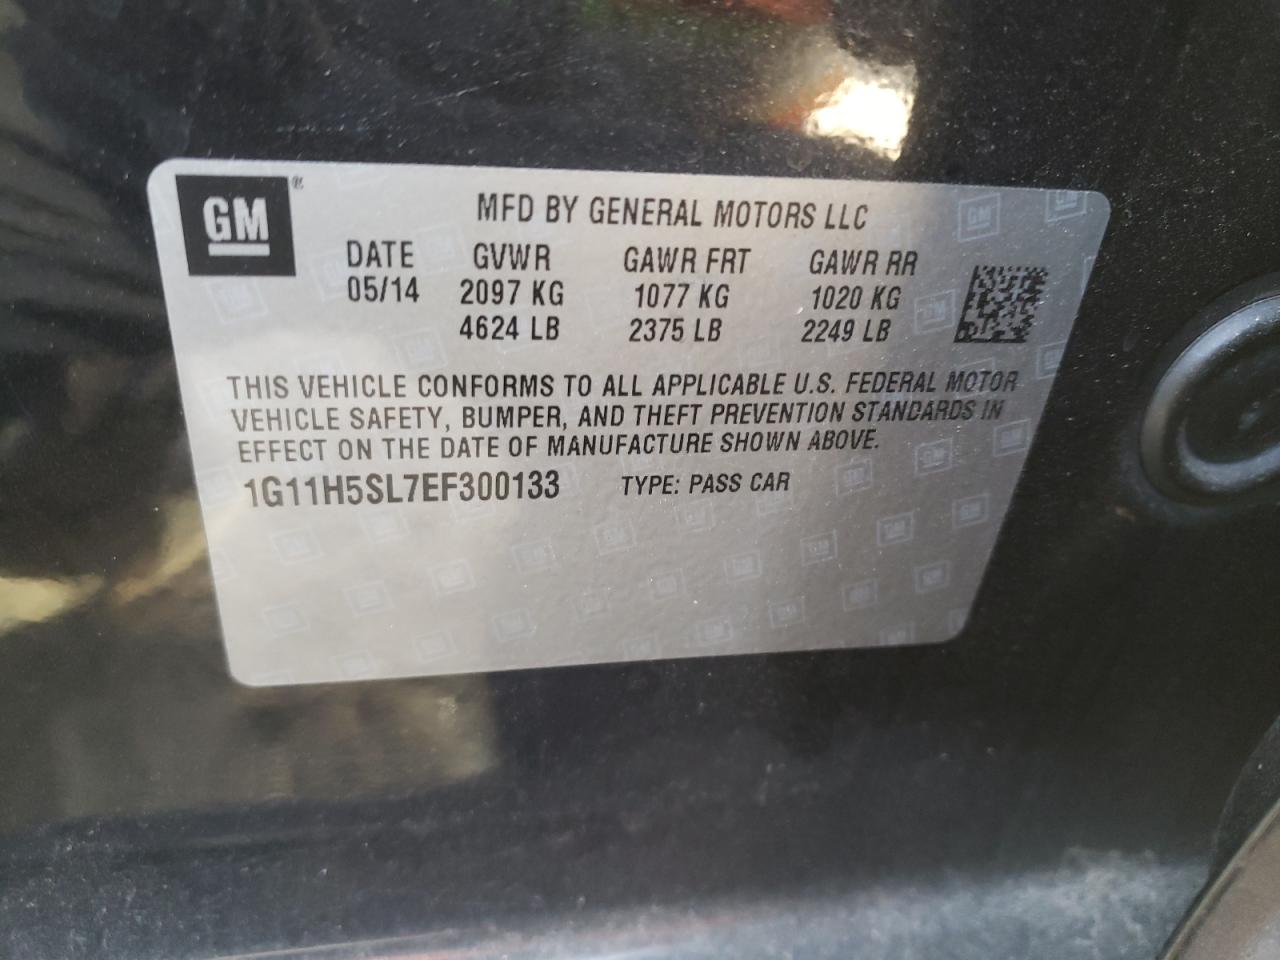 GM®
MFD BY GENERAL MOTORS LLC
DATE GVWR GAWR FRT GAWR RR
05/14 2097 KG 1077 KG 1020 KG
4624 LB 2375 LB 2249 LB
THIS VEHICLE CONFORMS TO ALL APPLICABLE U.S. FEDERAL MOTOR
VEHICLE SAFETY, BUMPER, AND THEFT PREVENTION STANDARDS IN
EFFECT ON THE DATE OF MANUFACTURE SHOWN ABOVE.
1G11H5SL7EF300133 TYPE: PASS CAR